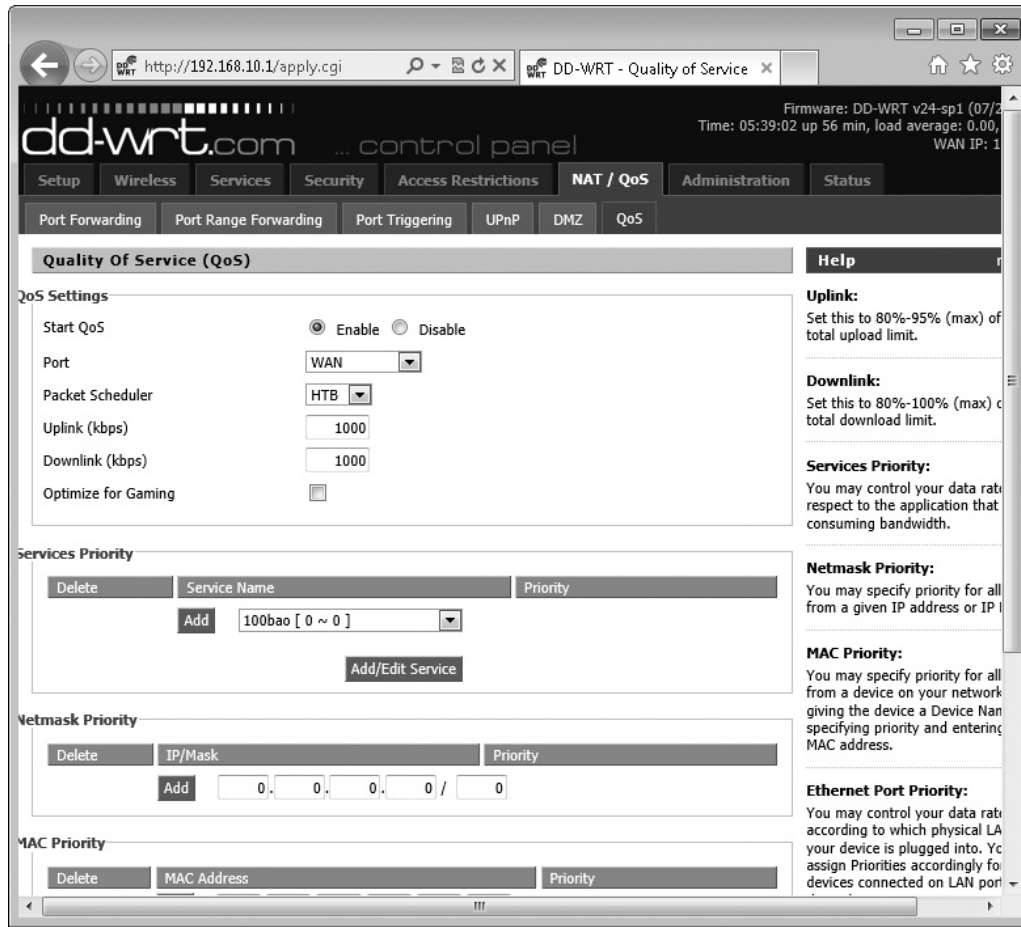 http://192.168.10.1/apply.cgi
DD-WRT - Quality of Service
dd-wrt.com ... control panel
Firmware: DD-WRT v24-sp1 (07/2
Time: 05:39:02 up 56 min, load average: 0.00,
WAN IP: 1
Setup Wireless Services Security Access Restrictions NAT / QoS Administration Status
Port Forwarding Port Range Forwarding Port Triggering UPnP DMZ QoS
Quality Of Service (QoS)
QoS Settings
Start QoS Enable Disable
Port WAN
Packet Scheduler HTB
Uplink (kbps) 1000
Downlink (kbps) 1000
Optimize for Gaming
Services Priority
Delete Service Name Priority
Add 100bao [ 0 ~ 0 ]
Add/Edit Service
Netmask Priority
Delete IP/Mask Priority
Add 0. 0. 0. 0 / 0
MAC Priority
Delete MAC Address Priority
Help
Uplink:
Set this to 80%-95% (max) of
total upload limit.
Downlink:
Set this to 80%-100% (max) o
total download limit.
Services Priority:
You may control your data rate
respect to the application that
consuming bandwidth.
Netmask Priority:
You may specify priority for all
from a given IP address or IP
MAC Priority:
You may specify priority for all
from a device on your network
giving the device a Device Nam
specifying priority and entering
MAC address.
Ethernet Port Priority:
You may control your data rate
according to which physical LA
your device is plugged into. Yo
assign Priorities accordingly fo
devices connected on LAN port